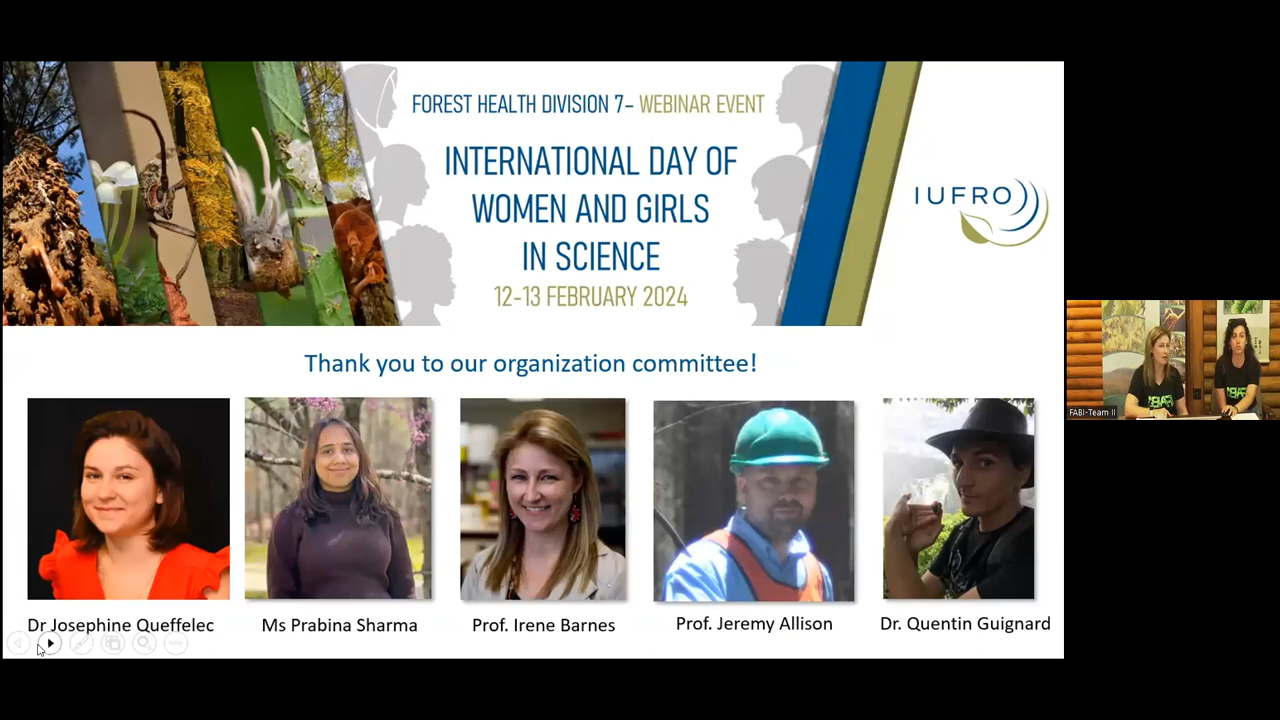 FOREST HEALTH DIVISION 7– WEBINAR EVENT
INTERNATIONAL DAY OF
WOMEN AND GIRLS
IN SCIENCE
12-13 FEBRUARY 2024
IUFRO
Thank you to our organization committee!
FABI-Team II
Dr Josephine Queffelec
Ms Prabina Sharma
Prof. Irene Barnes
Prof. Jeremy Allison
Dr. Quentin Guignard